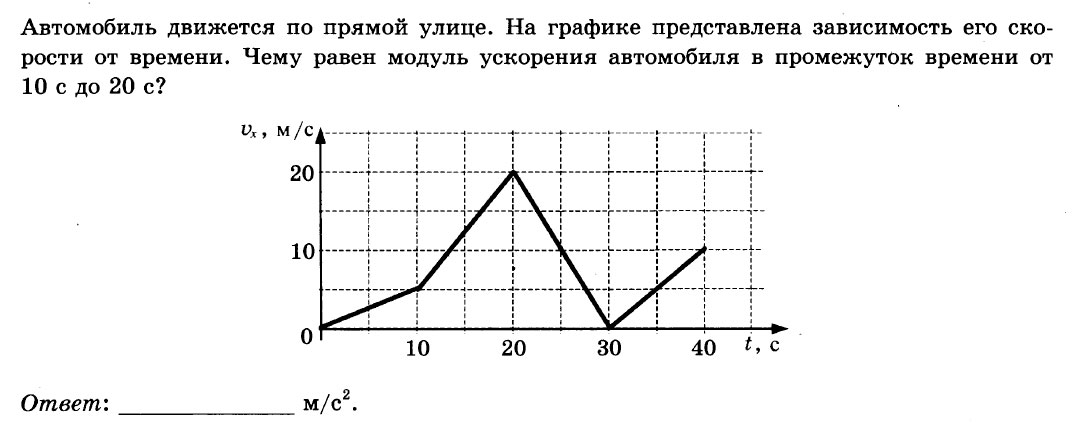 Автомобиль движется по прямой улице. На графике представлена зависимость его ско-
рости от времени. Чему равен модуль ускорения автомобиля в промежуток времени от
10 с до 20 с?
υₓ, м/с
20
10
0
10 20 30 40 t, с
Ответ: ______________ м/с².